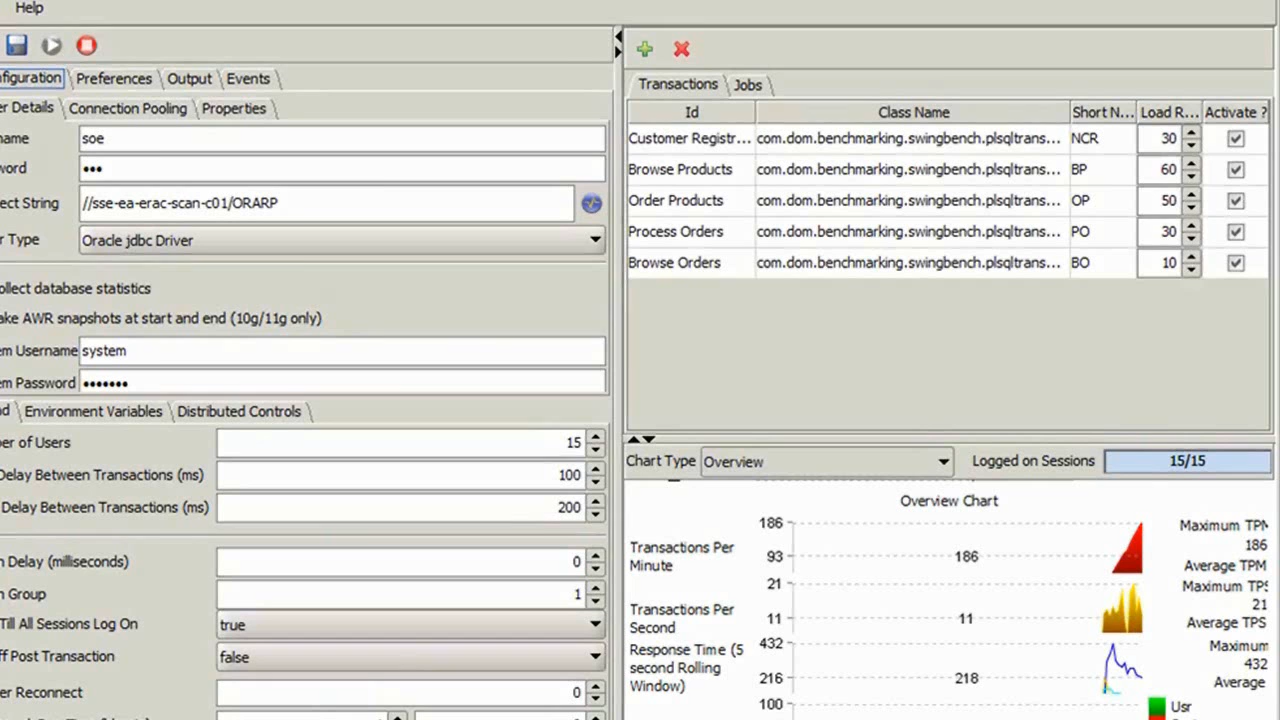 Help
nfiguration Preferences Output Events
er Details Connection Pooling Properties
name soe
word •••
ect String //sse-ea-erac-scan-c01/ORARP
r Type Oracle jdbc Driver
ollect database statistics
ake AWR snapshots at start and end (10g/11g only)
em Username system
em Password •••••••
d Environment Variables Distributed Controls
er of Users 15
Delay Between Transactions (ms) 100
Delay Between Transactions (ms) 200
n Delay (milliseconds) 0
n Group 1
Till All Sessions Log On true
ff Post Transaction false
er Reconnect 0
Transactions Jobs
Id Class Name Short N... Load R... Activate ?
Customer Registr... com.dom.benchmarking.swingbench.plsqltrans... NCR 30
Browse Products com.dom.benchmarking.swingbench.plsqltrans... BP 60
Order Products com.dom.benchmarking.swingbench.plsqltrans... OP 50
Process Orders com.dom.benchmarking.swingbench.plsqltrans... PO 30
Browse Orders com.dom.benchmarking.swingbench.plsqltrans... BO 10
Chart Type Overview Logged on Sessions 15/15
Overview Chart
Transactions Per
Minute
186
93
186
Maximum TPM
186
Average TPM
Transactions Per
Second
21
11
11
Maximum TPS
21
Average TPS
Response Time (5
second Rolling
Window)
432
216
218
Maximum
432
Average
100
Usr